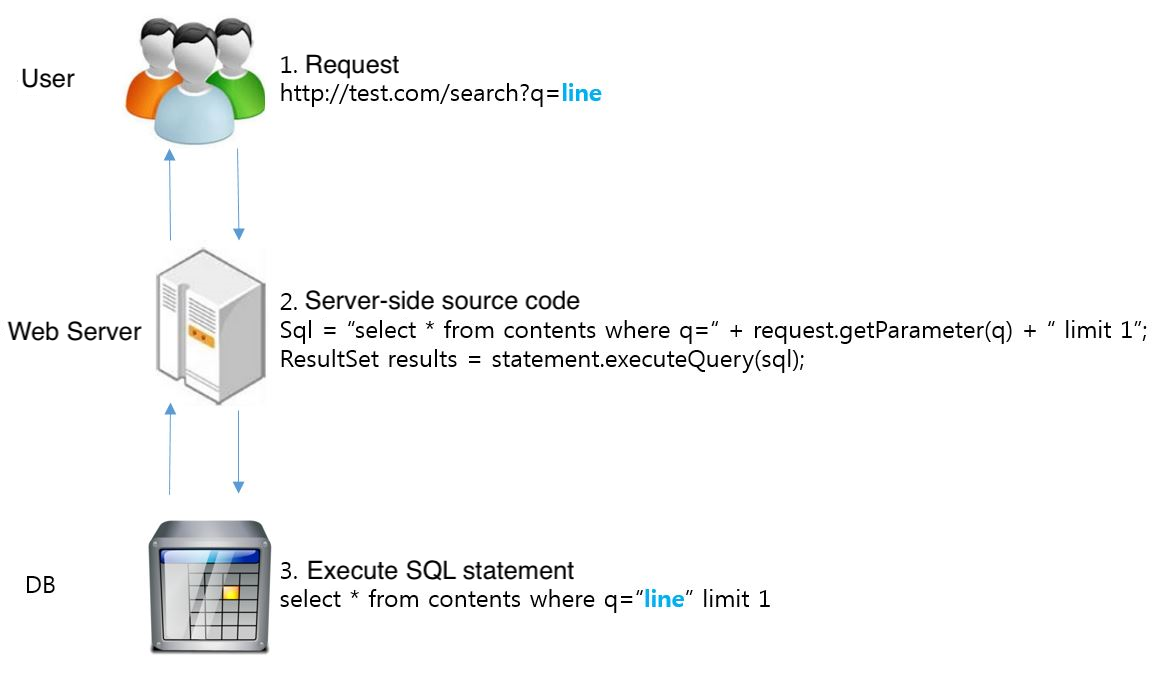 User
1. Request
http://test.com/search?q=line
Web Server
2. Server-side source code
Sql = “select * from contents where q=“ + request.getParameter(q) + “ limit 1”;
ResultSet results = statement.executeQuery(sql);
DB
3. Execute SQL statement
select * from contents where q=“line” limit 1